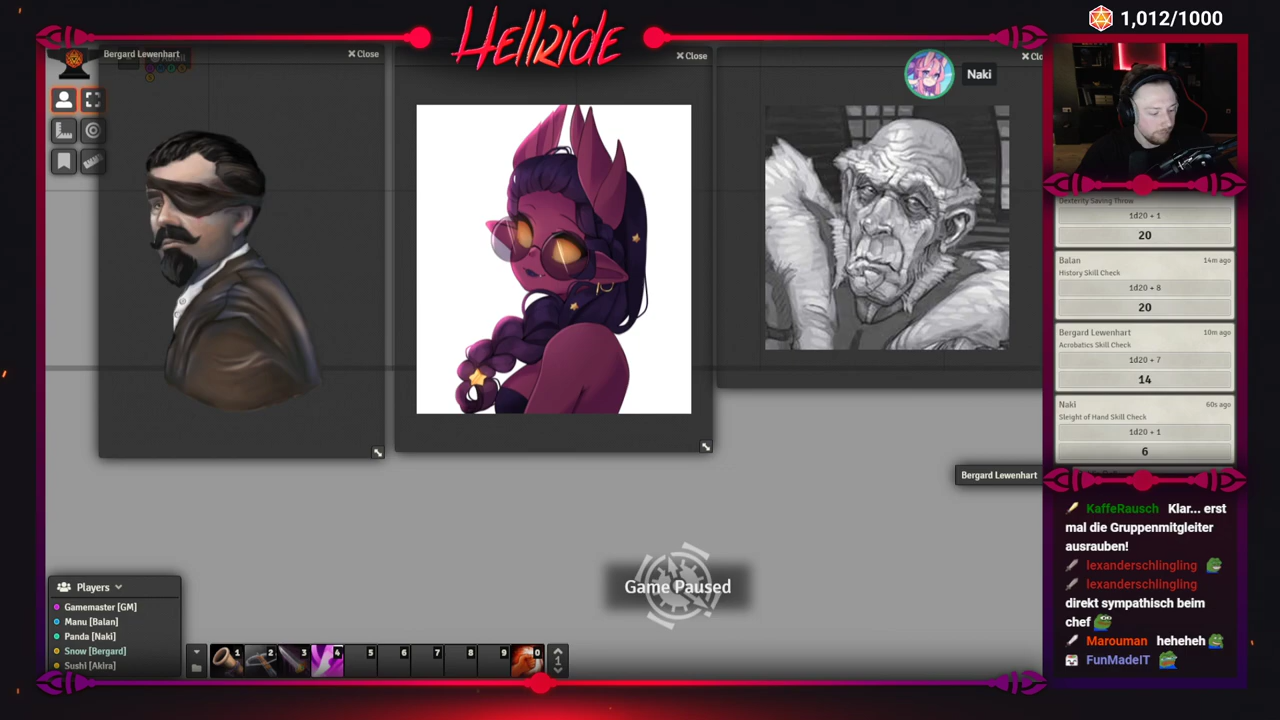 Hellride
1,012/1000
Bergard Lewenhart
Close
Close
Naki
Clo
Dexterity Saving Throw
1d20 + 1
20
Balan
14m ago
History Skill Check
1d20 + 8
20
Bergard Lewenhart
10m ago
Acrobatics Skill Check
1d20 + 7
14
Naki
60s ago
Sleight of Hand Skill Check
1d20 + 1
6
Bergard Lewenhart
KaffeRausch Klar... erst
mal die Gruppenmitgleiter
ausrauben!
lexanderschlingling
lexanderschlingling
direkt sympathisch beim
chef
Marouman heheheh
FunMadeIT
Game Paused
Players
Gamemaster [GM]
Manu [Balan]
Panda [Naki]
Snow [Bergard]
Sushi [Akira]
1 2 3 4 5 6 7 8 9 0
1